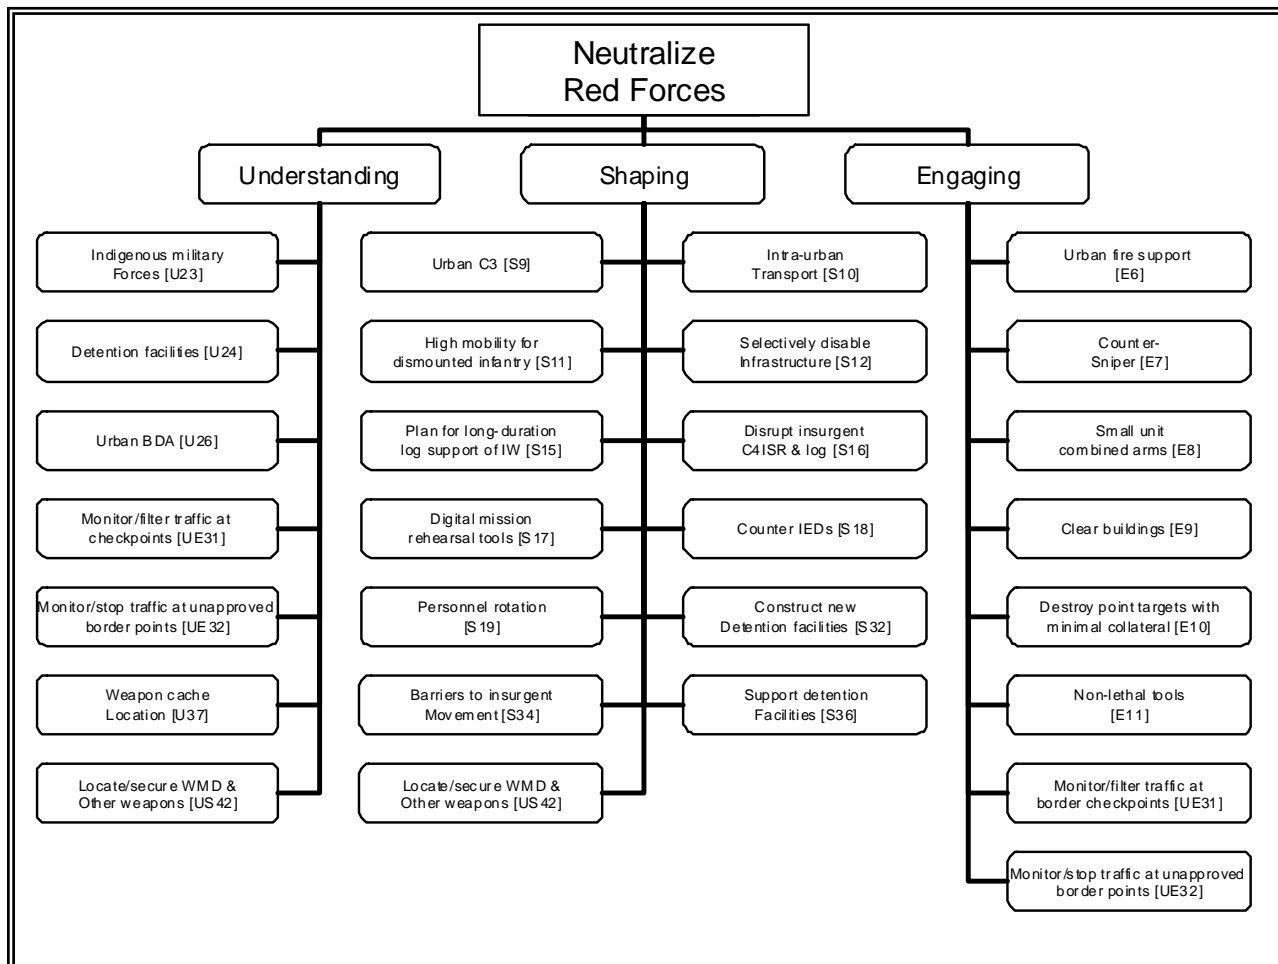 Neutralize
Red Forces
Understanding
Shaping
Engaging
Indigenous military
Forces [U23]
Detention facilities [U24]
Urban BDA [U26]
Monitor/filter traffic at
checkpoints [UE31]
Monitor/stop traffic at unapproved
border points [UE32]
Weapon cache
Location [U37]
Locate/secure WMD &
Other weapons [US42]
Urban C3 [S9]
High mobility for
dismounted infantry [S11]
Plan for long-duration
log support of IW [S15]
Digital mission
rehearsal tools [S17]
Personnel rotation
[S19]
Barriers to insurgent
Movement [S34]
Locate/secure WMD &
Other weapons [US42]
Intra-urban
Transport [S10]
Selectively disable
Infrastructure [S12]
Disrupt insurgent
C4ISR & log [S16]
Counter IEDs [S18]
Construct new
Detention facilities [S32]
Support detention
Facilities [S36]
Urban fire support
[E6]
Counter-
Sniper [E7]
Small unit
combined arms [E8]
Clear buildings [E9]
Destroy point targets with
minimal collateral [E10]
Non-lethal tools
[E11]
Monitor/filter traffic at
border checkpoints [UE31]
Monitor/stop traffic at unapproved
border points [UE32]